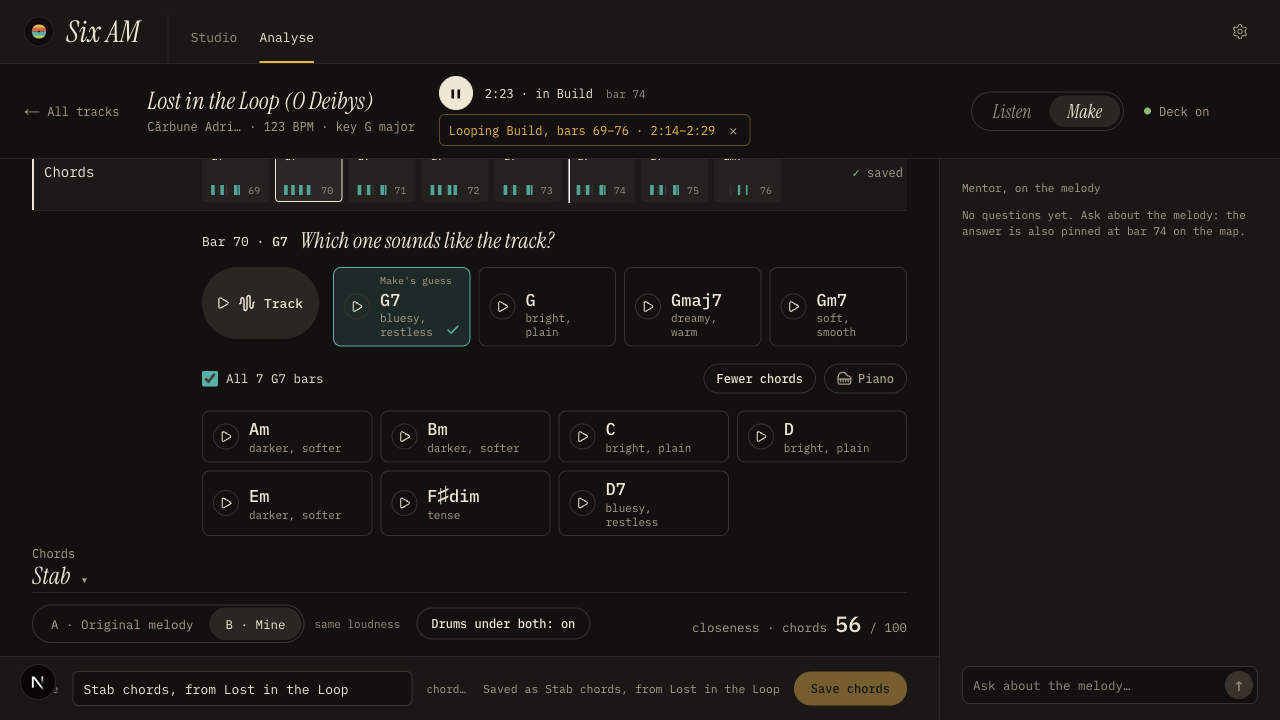 Six AM
Studio
Analyse
← All tracks
Lost in the Loop (O Deibys)
Cărbune Adri… · 123 BPM · key G major
2:23 · in Build bar 74
Looping Build, bars 69–76 · 2:14–2:29 ×
Listen
Make
Deck on
Chords
69
70
71
72
73
74
75
76
✓ saved
Bar 70 · G7 Which one sounds like the track?
Track
Make's guess
G7
bluesy,
restless
G
bright,
plain
Gmaj7
dreamy,
warm
Gm7
soft,
smooth
All 7 G7 bars
Fewer chords
Piano
Am
darker, softer
Bm
darker, softer
C
bright, plain
D
bright, plain
Em
darker, softer
F♯dim
tense
D7
bluesy,
restless
Chords
Stab ▾
A · Original melody
B · Mine
same loudness
Drums under both: on
closeness · chords 56 / 100
N
Stab chords, from Lost in the Loop
chord…
Saved as Stab chords, from Lost in the Loop
Save chords
Mentor, on the melody
No questions yet. Ask about the melody: the
answer is also pinned at bar 74 on the map.
Ask about the melody…
↑